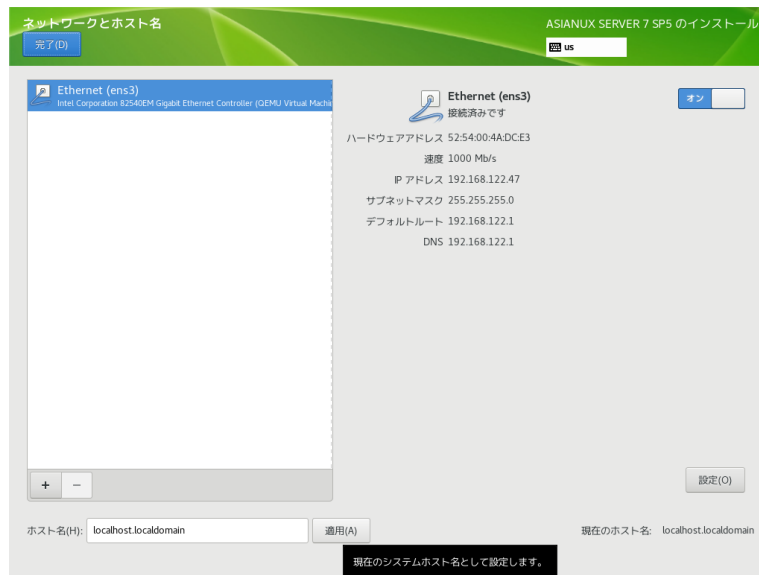 ネットワークとホスト名
ASIANUX SERVER 7 SP5 のインストール
完了(D)
us
Ethernet (ens3)
Intel Corporation 82540EM Gigabit Ethernet Controller (QEMU Virtual Machin
Ethernet (ens3)
接続済みです
オン
ハードウェアアドレス 52:54:00:4A:DC:E3
速度 1000 Mb/s
IP アドレス 192.168.122.47
サブネットマスク 255.255.255.0
デフォルトルート 192.168.122.1
DNS 192.168.122.1
+ −
設定(O)
ホスト名(H): localhost.localdomain 適用(A) 現在のホスト名: localhost.localdomain
現在のシステムホスト名として設定します。